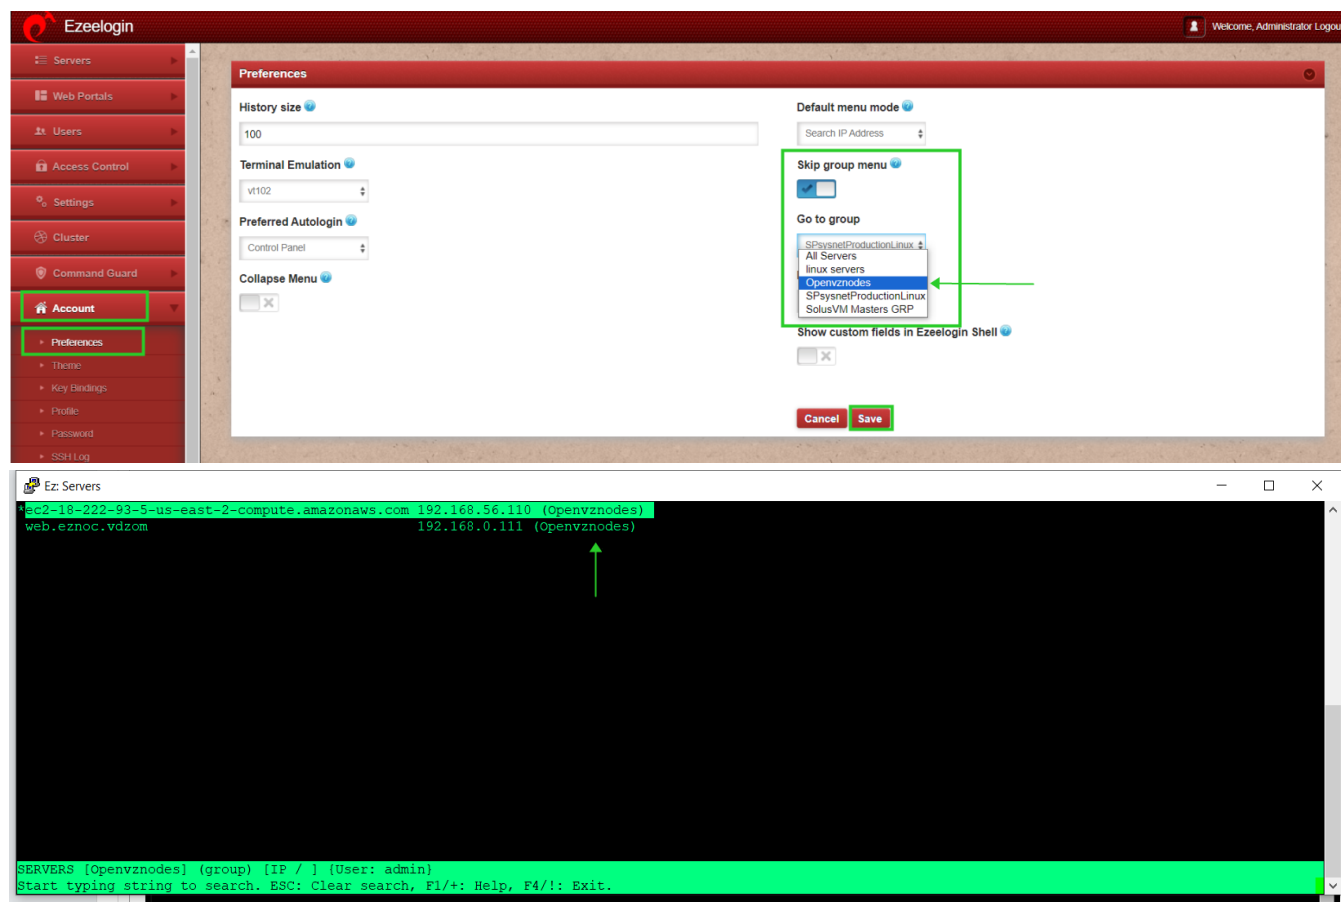 Ezeelogin
Welcome, Administrator Logou
Servers
Web Portals
Users
Access Control
Settings
Cluster
Command Guard
Account
Preferences
Theme
Key Bindings
Profile
Password
SSH Log
Preferences
History size
100
Terminal Emulation
vt102
Preferred Autologin
Control Panel
Collapse Menu
Default menu mode
Search IP Address
Skip group menu
Go to group
SPsysnetProductionLinux
All Servers
linux servers
Openvznodes
SPsysnetProductionLinux
SolusVM Masters GRP
Show custom fields in Ezeelogin Shell
Cancel Save
Ez: Servers
*ec2-18-222-93-5-us-east-2-compute.amazonaws.com 192.168.56.110 (Openvznodes)
web.eznoc.vdzom 192.168.0.111 (Openvznodes)
SERVERS [Openvznodes] (group) [IP / ] {User: admin}
Start typing string to search. ESC: Clear search, F1/+: Help, F4/!: Exit.